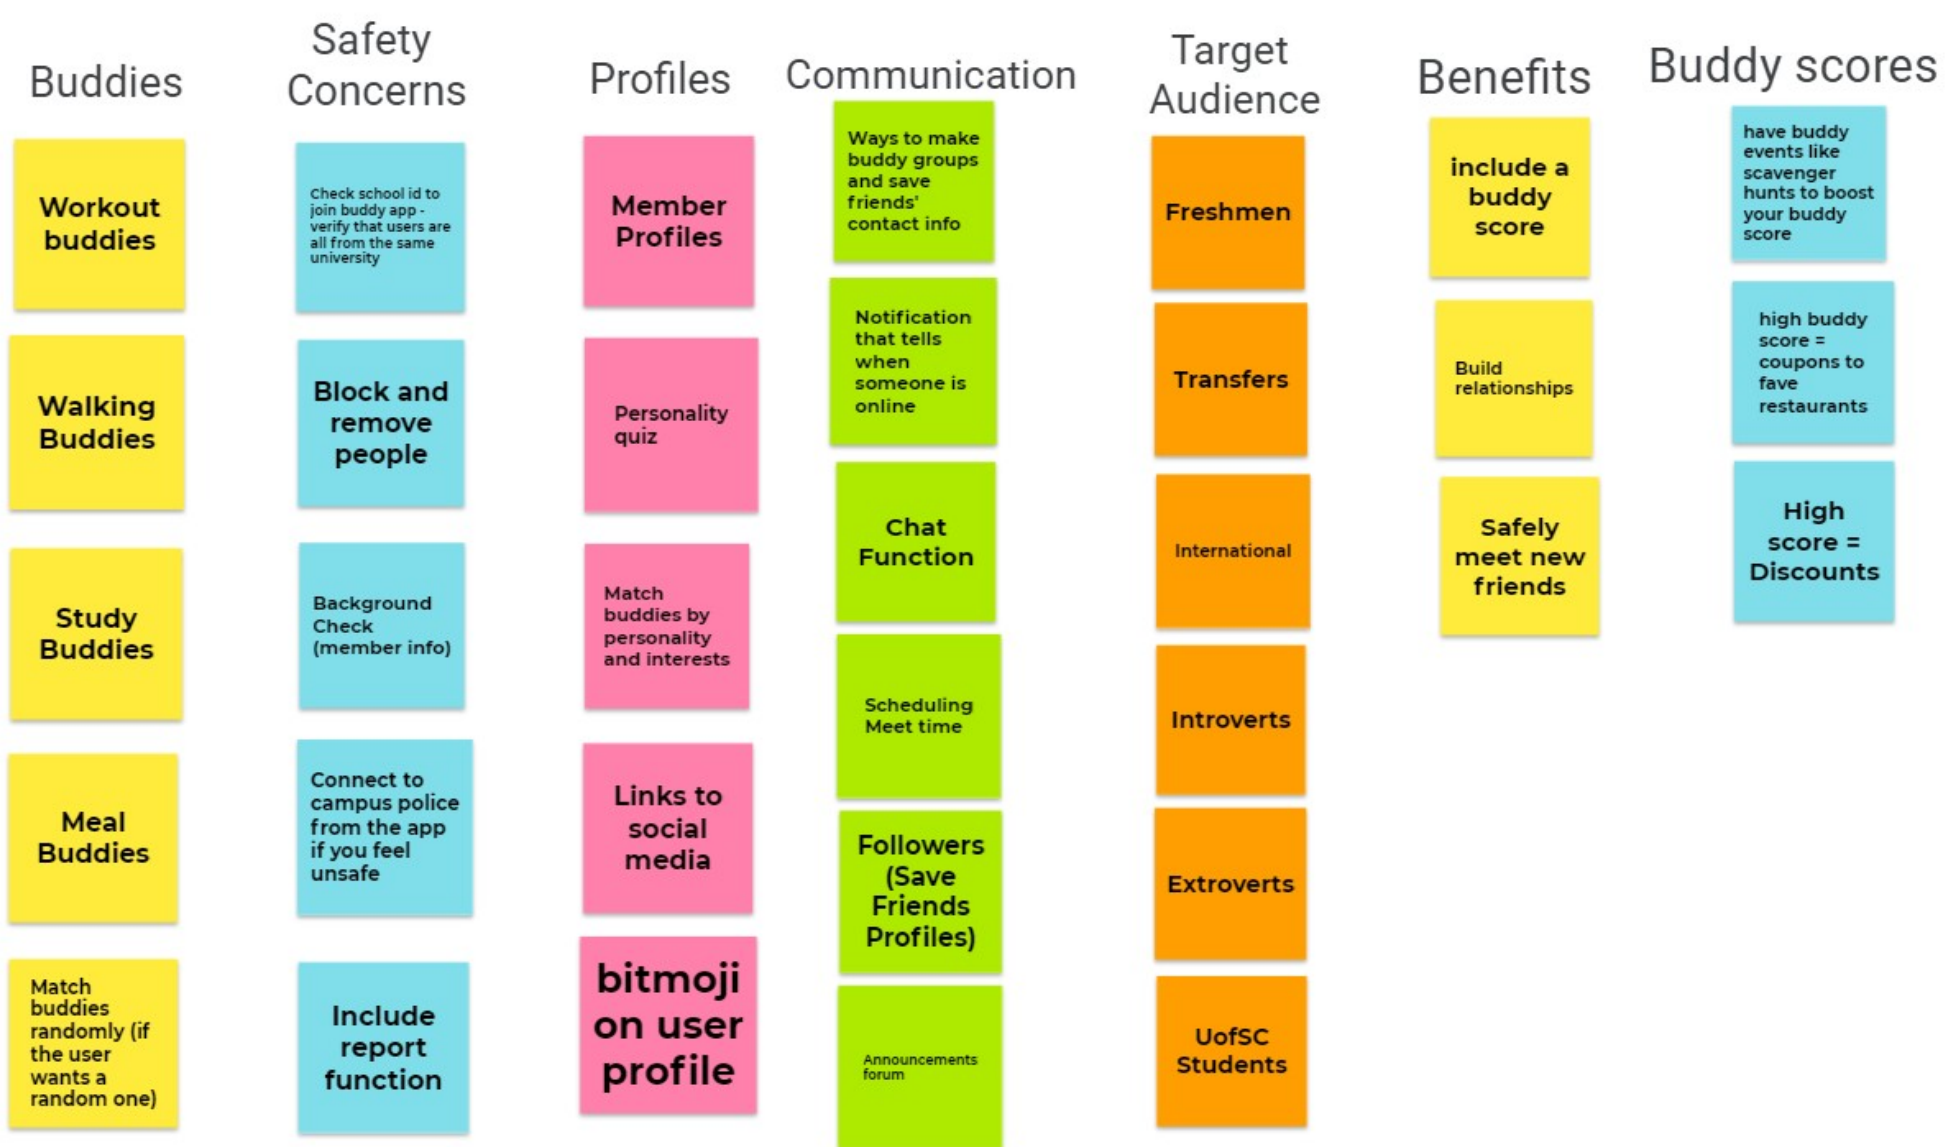 Buddies
Workout
buddies
Walking
Buddies
Study
Buddies
Meal
Buddies
Match
buddies
randomly (if
the user
wants a
random one)
Safety
Concerns
Check school id to
join buddy app -
verify that users are
all from the same
university
Block and
remove
people
Background
Check
(member info)
Connect to
campus police
from the app
if you feel
unsafe
Include
report
function
Profiles
Member
Profiles
Personality
quiz
Match
buddies by
personality
and interests
Links to
social
media
bitmoji
on user
profile
Communication
Ways to make
buddy groups
and save
friends'
contact info
Notification
that tells
when
someone is
online
Chat
Function
Scheduling
Meet time
Followers
(Save
Friends
Profiles)
Announcements
forum
Target
Audience
Freshmen
Transfers
International
Introverts
Extroverts
UofSC
Students
Benefits
include a
buddy
score
Build
relationships
Safely
meet new
friends
Buddy scores
have buddy
events like
scavenger
hunts to boost
your buddy
score
high buddy
score =
coupons to
fave
restaurants
High
score =
Discounts